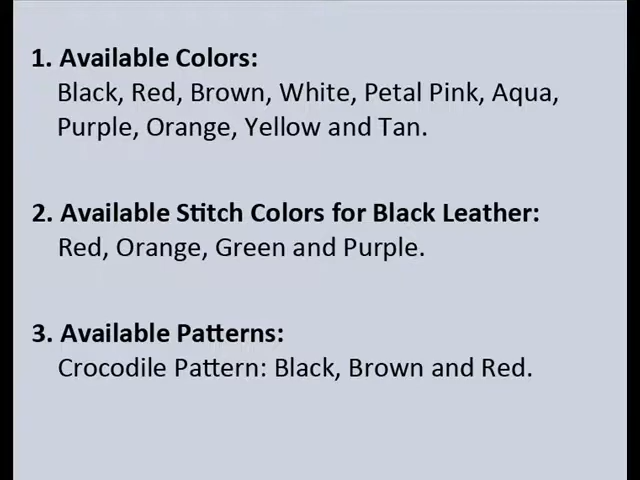 1. Available Colors:
Black, Red, Brown, White, Petal Pink, Aqua,
Purple, Orange, Yellow and Tan.
2. Available Stitch Colors for Black Leather:
Red, Orange, Green and Purple.
3. Available Patterns:
Crocodile Pattern: Black, Brown and Red.